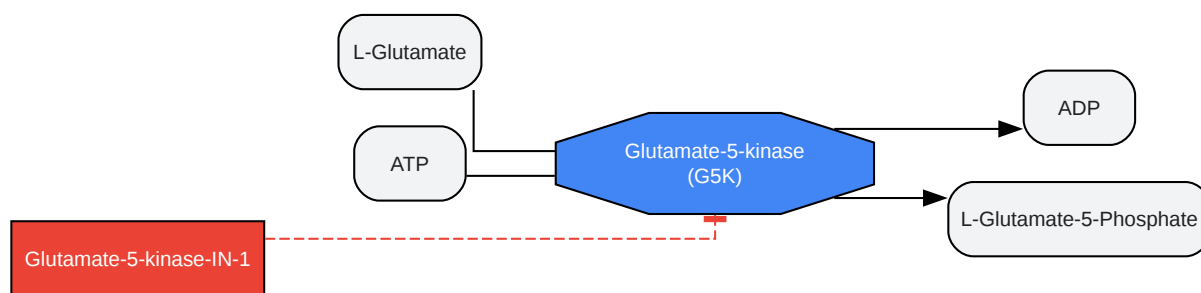 L-Glutamate
ATP
Glutamate-5-kinase
(G5K)
ADP
L-Glutamate-5-Phosphate
Glutamate-5-kinase-IN-1